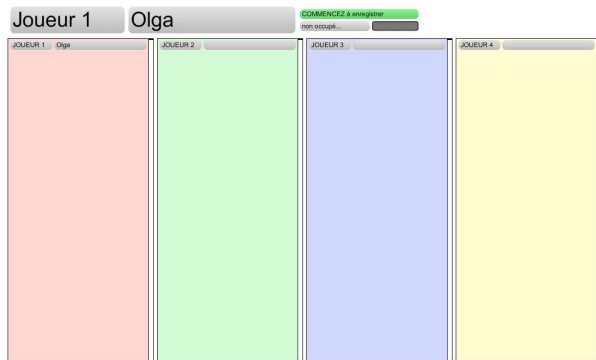 Joueur 1 Olga
COMMENCEZ à enregistrer
non occupé...
JOUEUR 1 Olga
JOUEUR 2
JOUEUR 3
JOUEUR 4